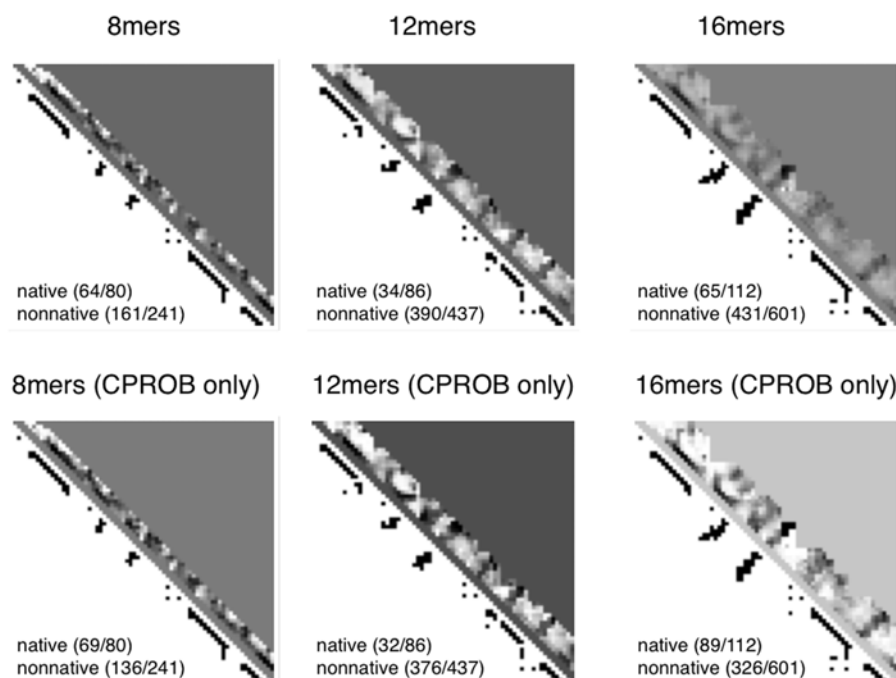 8mers
12mers
16mers
native (64/80)
nonnative (161/241)
native (34/86)
nonnative (390/437)
native (65/112)
nonnative (431/601)
8mers (CPROB only)
12mers (CPROB only)
16mers (CPROB only)
native (69/80)
nonnative (136/241)
native (32/86)
nonnative (376/437)
native (89/112)
nonnative (326/601)